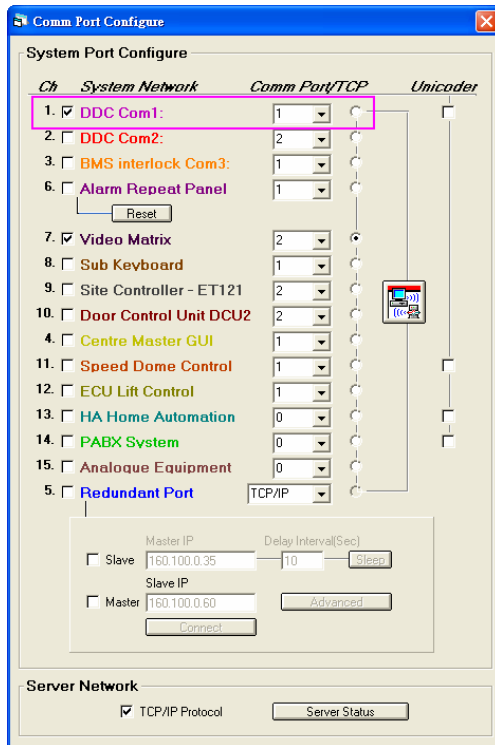 Comm Port Configure
System Port Configure
Ch System Network Comm Port/TCP Unicoder
1. DDC Com1: 1
2. DDC Com2: 2
3. BMS interlock Com3: 1
6. Alarm Repeat Panel 1
Reset
7. Video Matrix 2
8. Sub Keyboard 1
9. Site Controller - ET121 2
10. Door Control Unit DCU2 2
4. Centre Master GUI 1
11. Speed Dome Control 1
12. ECU Lift Control 1
13. HA Home Automation 0
14. PABX System 0
15. Analogue Equipment 0
5. Redundant Port TCP/IP
Master IP Delay Interval(Sec)
Slave 160.100.0.35 10 Sleep
Slave IP
Master 160.100.0.60 Advanced
Connect
Server Network
TCP/IP Protocol Server Status